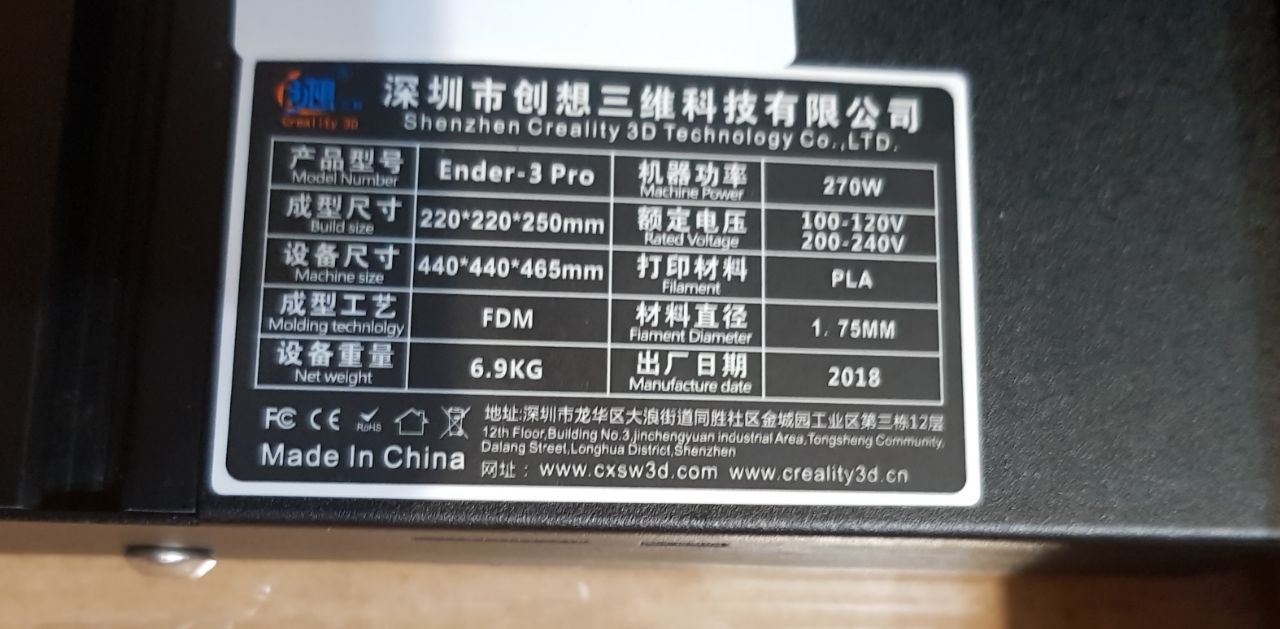 创想
Creality 3D
深圳市创想三维科技有限公司
Shenzhen Creality 3D Technology Co.,LTD.
产品型号 Ender-3 Pro 机器功率 270W
Model Number Machine Power
成型尺寸 220*220*250mm 额定电压 100-120V
Build size Rated Voltage 200-240V
设备尺寸 440*440*465mm 打印材料 PLA
Machine size Filament
成型工艺 FDM 材料直径 1.75MM
Molding technlolgy Fiament Diameter
设备重量 6.9KG 出厂日期 2018
Net weight Manufacture date
FC CE RoHS
地址:深圳市龙华区大浪街道同胜社区金城园工业区第三栋12层
12th Floor,Building No.3,jinchengyuan industrial Area,Tongsheng Community,
Dalang Street,Longhua District,Shenzhen
Made In China
网址: www.cxsw3d.com www.creality3d.cn